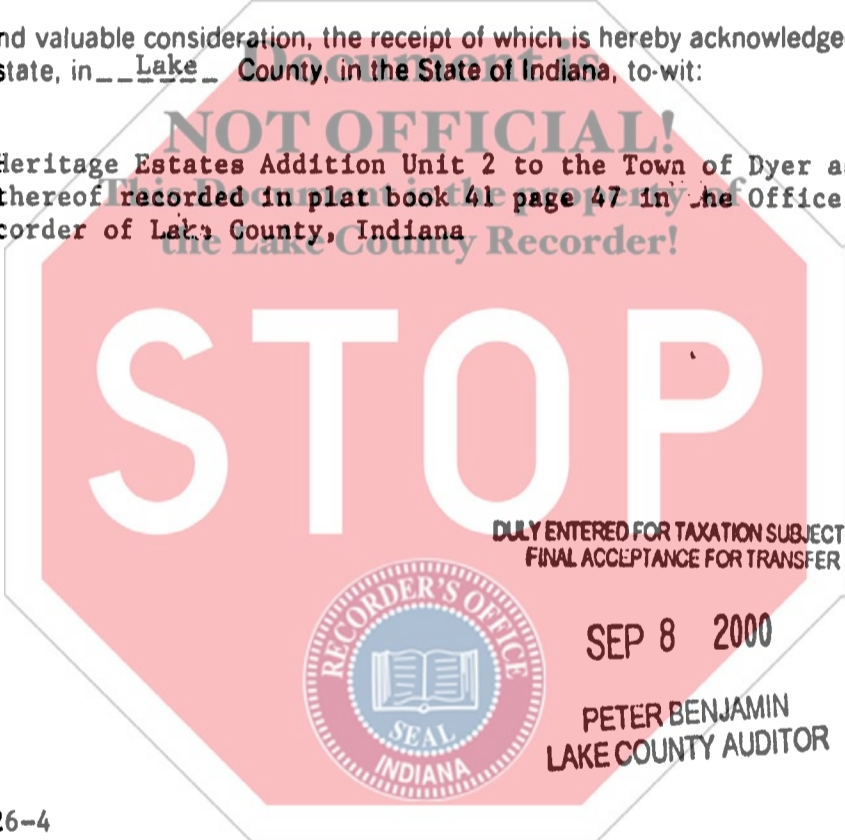 nd valuable consideration, the receipt of which is hereby acknowledge
state, in Lake County, in the State of Indiana, to-wit:
Document is
NOT OFFICIAL!
Heritage Estates Addition Unit 2 to the Town of Dyer as
This Document is the property of
thereof recorded in plat book 41 page 47 in he Office
the Lake County Recorder!
corder of Lake County, Indiana
STOP
DULY ENTERED FOR TAXATION SUBJECT
FINAL ACCEPTANCE FOR TRANSFER
SEP 8 2000
PETER BENJAMIN
LAKE COUNTY AUDITOR
RECORDER'S OFFICE
SEAL
INDIANA
26-4